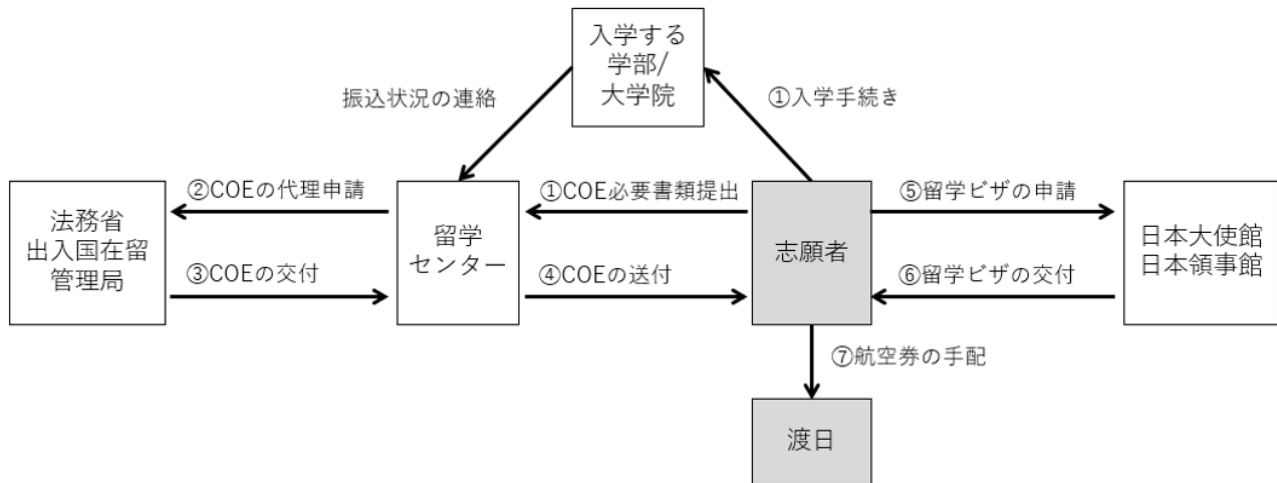 入学する
学部/
大学院
振込状況の連絡
①入学手続き
②COEの代理申請
①COE必要書類提出
⑤留学ビザの申請
法務省
出入国在留
管理局
留学
センター
志願者
日本大使館
日本領事館
③COEの交付
④COEの送付
⑥留学ビザの交付
⑦航空券の手配
渡日